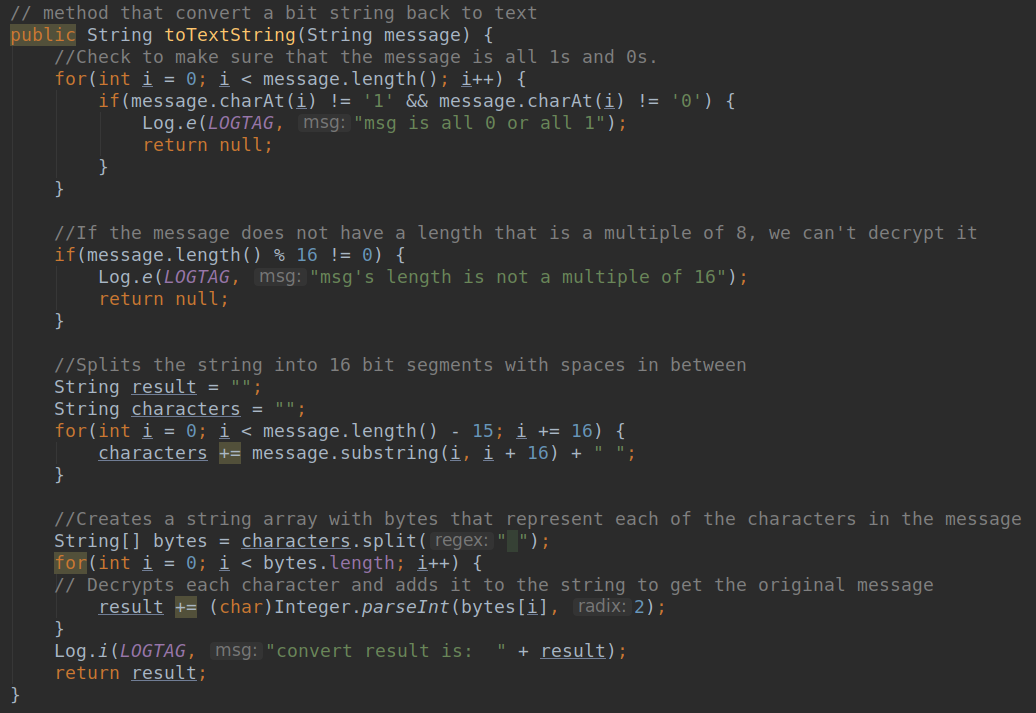 // method that convert a bit string back to text
public String toTextString(String message) {
    //Check to make sure that the message is all 1s and 0s.
    for(int i = 0; i < message.length(); i++) {
        if(message.charAt(i) != '1' && message.charAt(i) != '0') {
            Log.e(LOGTAG, msg: "msg is all 0 or all 1");
            return null;
        }
    }

    //If the message does not have a length that is a multiple of 8, we can't decrypt it
    if(message.length() % 16 != 0) {
        Log.e(LOGTAG, msg: "msg's length is not a multiple of 16");
        return null;
    }

    //Splits the string into 16 bit segments with spaces in between
    String result = "";
    String characters = "";
    for(int i = 0; i < message.length() - 15; i += 16) {
        characters += message.substring(i, i + 16) + " ";
    }

    //Creates a string array with bytes that represent each of the characters in the message
    String[] bytes = characters.split( regex: " ");
    for(int i = 0; i < bytes.length; i++) {
    // Decrypts each character and adds it to the string to get the original message
        result += (char)Integer.parseInt(bytes[i], radix: 2);
    }
    Log.i(LOGTAG, msg: "convert result is:  " + result);
    return result;
}